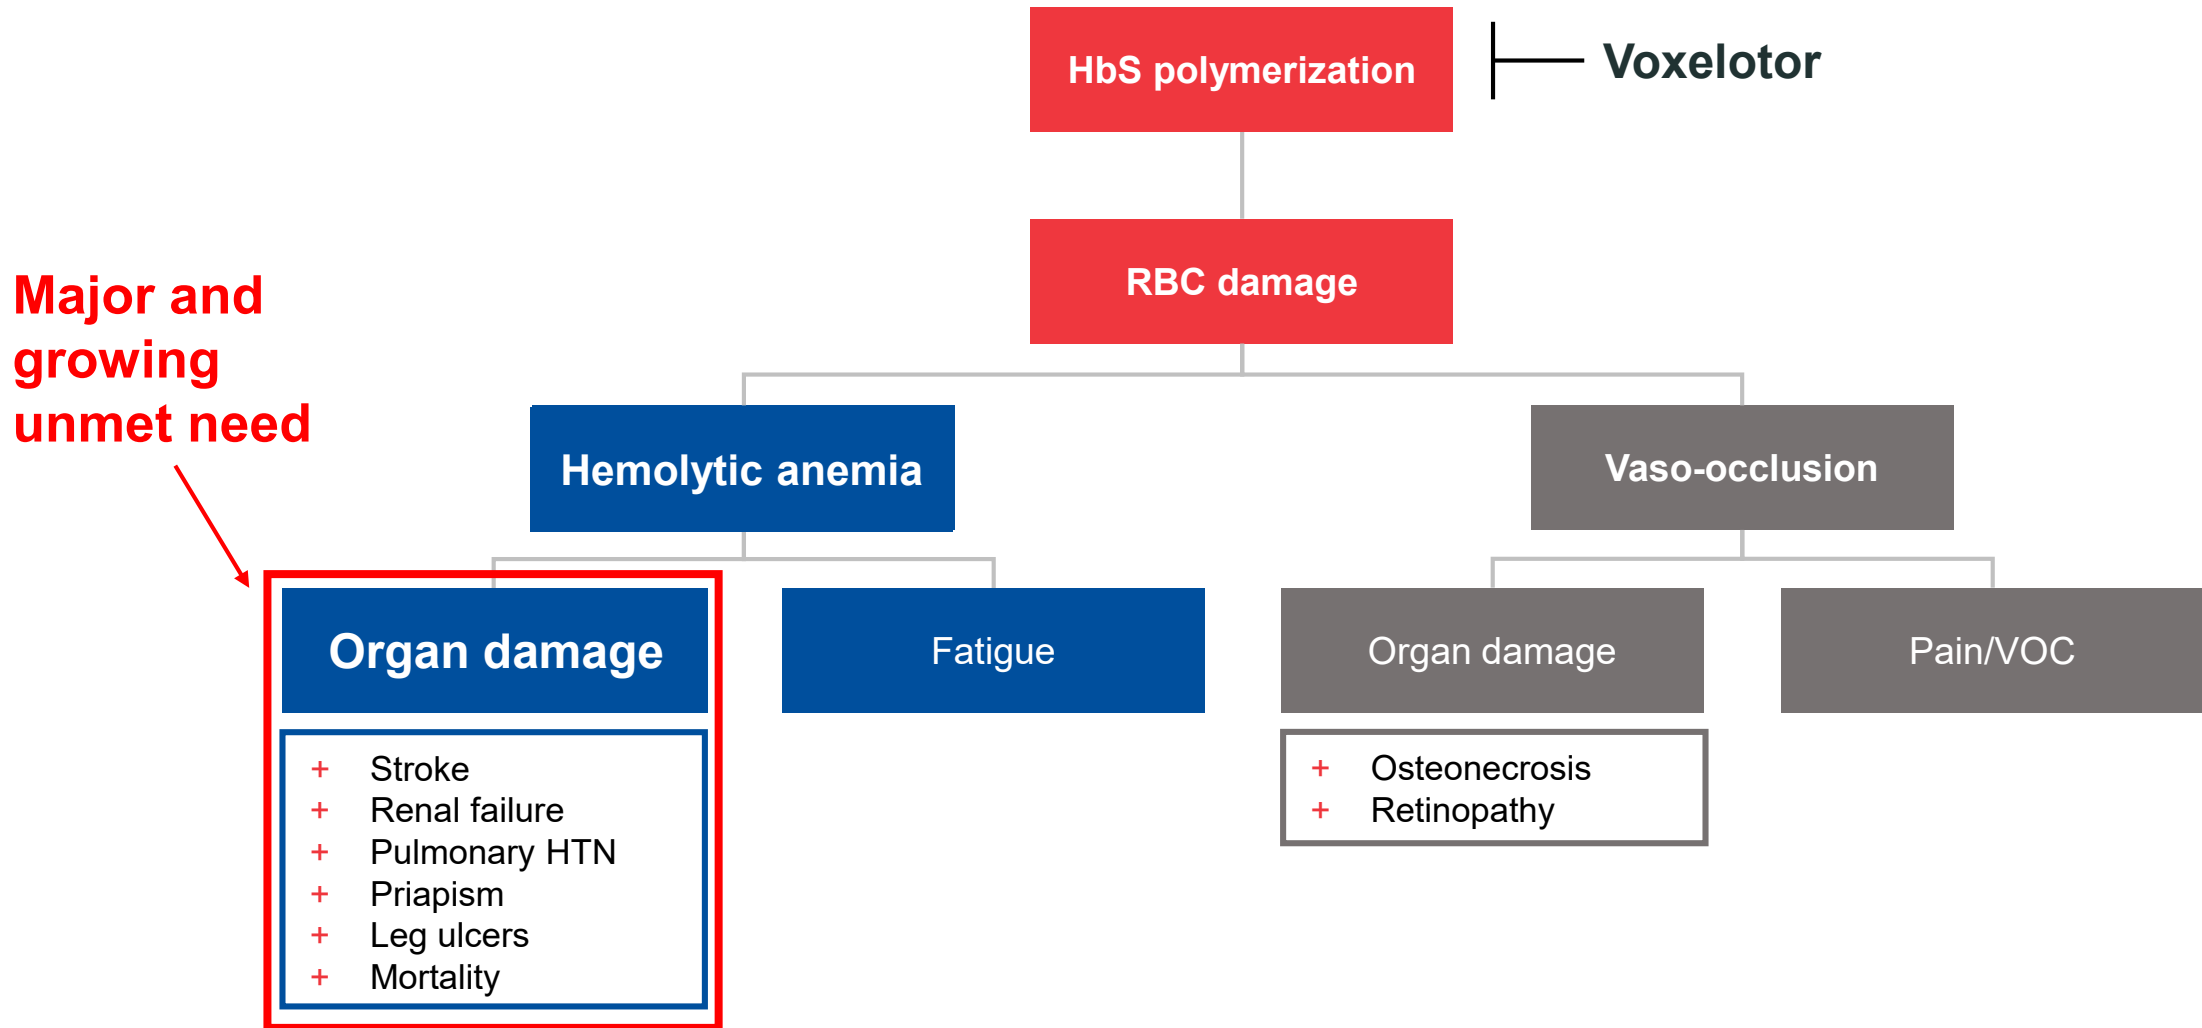 HbS polymerization
Voxelotor
RBC damage
Major and
growing
unmet need
Hemolytic anemia
Vaso-occlusion
Organ damage
Fatigue
Organ damage
Pain/VOC
+ Stroke
+ Renal failure
+ Pulmonary HTN
+ Priapism
+ Leg ulcers
+ Mortality
+ Osteonecrosis
+ Retinopathy